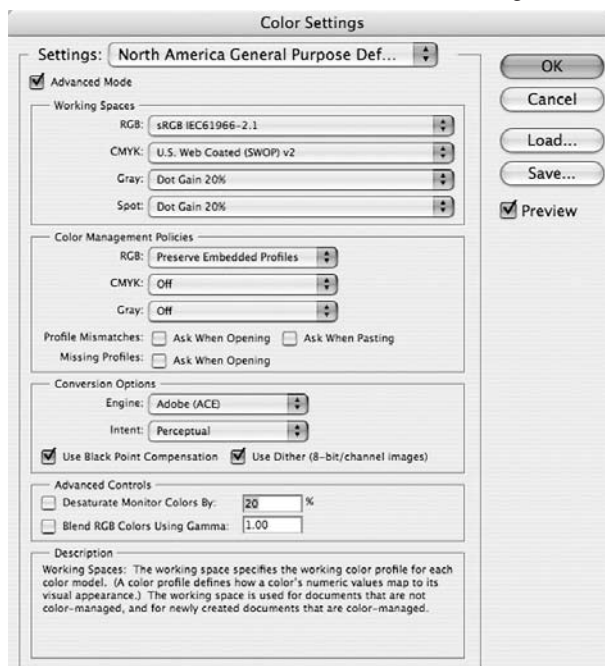 Color Settings
Settings: North America General Purpose Def...
OK
Advanced Mode
Cancel
Working Spaces
RGB: sRGB IEC61966-2.1
Load...
CMYK: U.S. Web Coated (SWOP) v2
Gray: Dot Gain 20%
Save...
Spot: Dot Gain 20%
Preview
Color Management Policies
RGB: Preserve Embedded Profiles
CMYK: Off
Gray: Off
Profile Mismatches: Ask When Opening Ask When Pasting
Missing Profiles: Ask When Opening
Conversion Options
Engine: Adobe (ACE)
Intent: Perceptual
Use Black Point Compensation Use Dither (8-bit/channel images)
Advanced Controls
Desaturate Monitor Colors By: 20 %
Blend RGB Colors Using Gamma: 1.00
Description
Working Spaces: The working space specifies the working color profile for each
color model. (A color profile defines how a color's numeric values map to its
visual appearance.) The working space is used for documents that are not
color-managed, and for newly created documents that are color-managed.